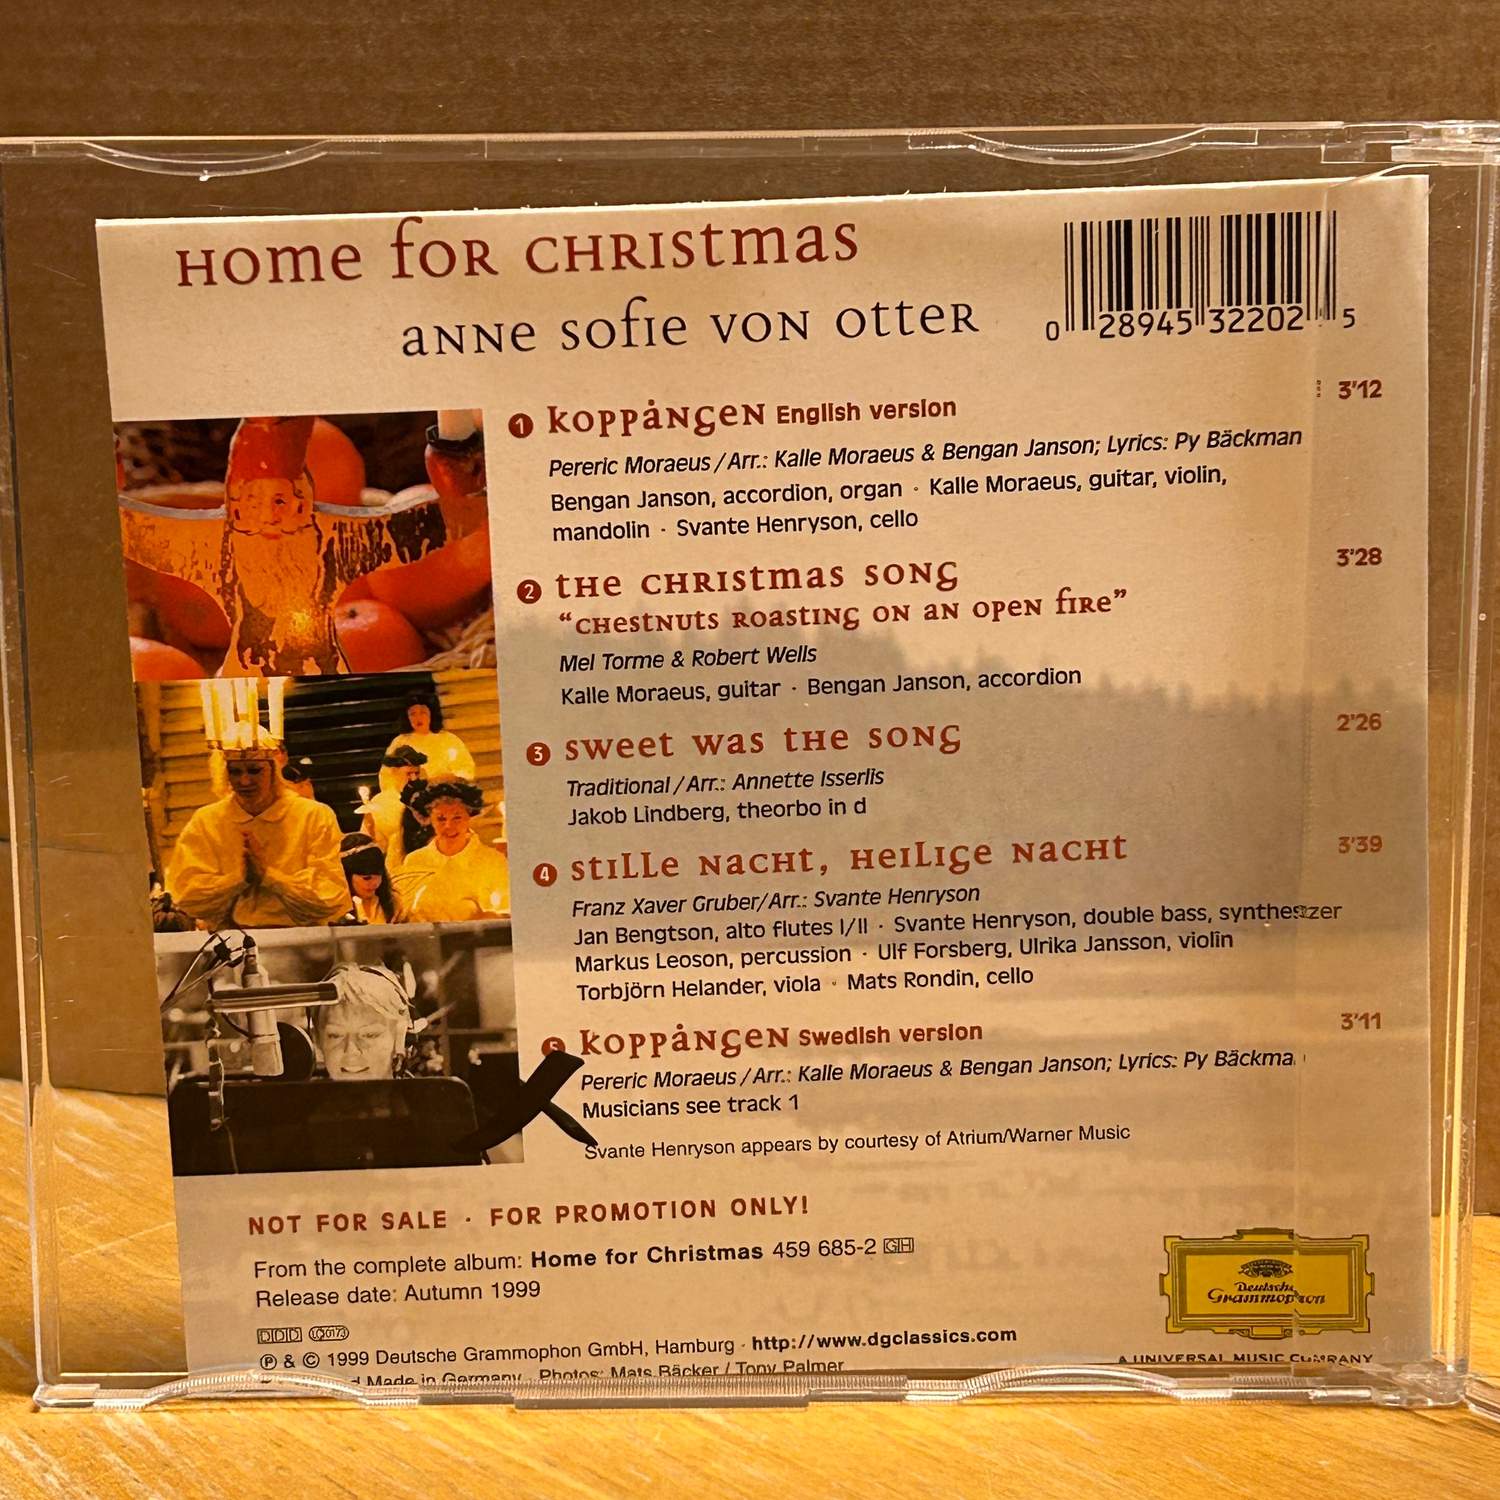 Home for Christmas
Anne Sofie von Otter
0 28945 32202 5
1 Koppången English version 3'12
Pereric Moraeus / Arr.: Kalle Moraeus & Bengan Janson; Lyrics: Py Bäckman
Bengan Janson, accordion, organ · Kalle Moraeus, guitar, violin,
mandolin · Svante Henryson, cello
2 The Christmas Song 3'28
“Chestnuts roasting on an open fire”
Mel Torme & Robert Wells
Kalle Moraeus, guitar · Bengan Janson, accordion
3 Sweet was the Song 2'26
Traditional / Arr.: Annette Isserlis
Jakob Lindberg, theorbo in d
4 Stille Nacht, Heilige Nacht 3'39
Franz Xaver Gruber/Arr.: Svante Henryson
Jan Bengtson, alto flutes I/II · Svante Henryson, double bass, synthesizer
Markus Leoson, percussion · Ulf Forsberg, Ulrika Jansson, violin
Torbjörn Helander, viola · Mats Rondin, cello
5 Koppången Swedish version 3'11
Pereric Moraeus / Arr.: Kalle Moraeus & Bengan Janson; Lyrics: Py Bäckma
Musicians see track 1
Svante Henryson appears by courtesy of Atrium/Warner Music
NOT FOR SALE · FOR PROMOTION ONLY!
From the complete album: Home for Christmas 459 685-2 GH
Release date: Autumn 1999
DDD LC 0173
℗ & © 1999 Deutsche Grammophon GmbH, Hamburg · http://www.dgclassics.com
Made in Germany · Photos: Mats Bäcker / Tony Palmer
Deutsche
Grammophon
A UNIVERSAL MUSIC COMPANY